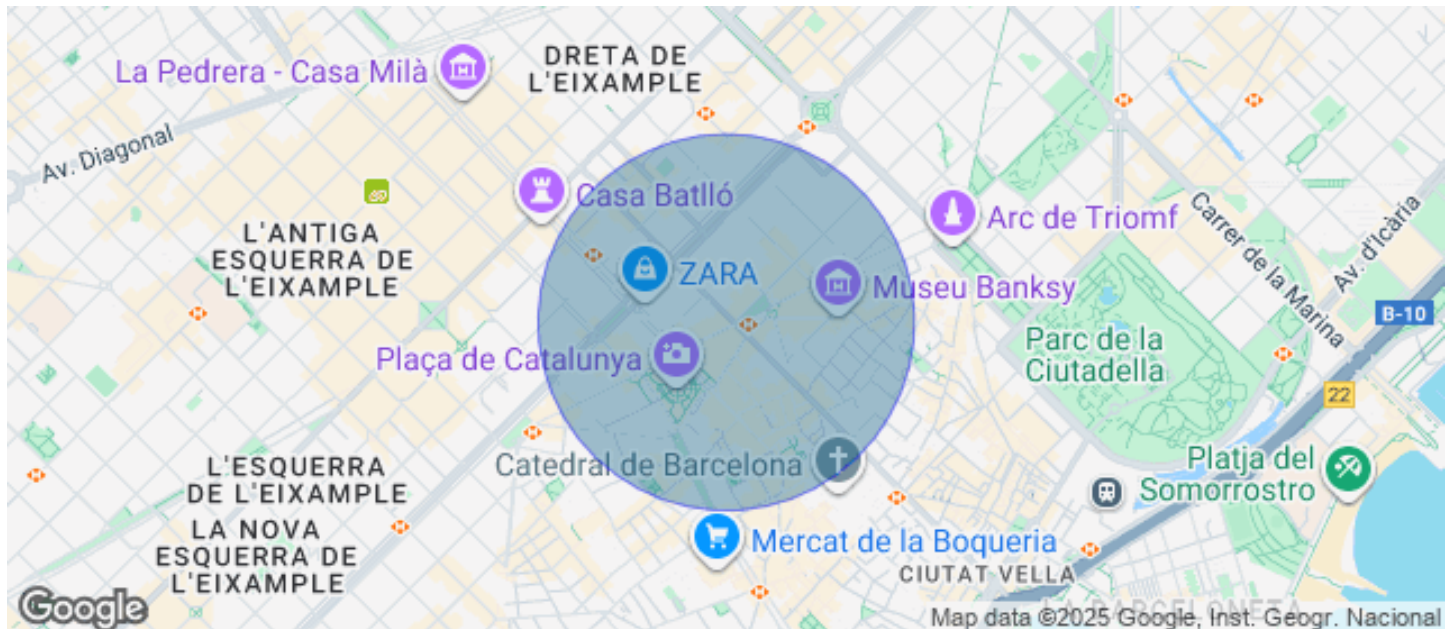 DRETA DE
L'EIXAMPLE
La Pedrera - Casa Milà
Av. Diagonal
Casa Batlló
Arc de Triomf
Carrer de la Marina
Av. d'Icària
L'ANTIGA
ESQUERRA DE
L'EIXAMPLE
ZARA
Museu Banksy
B-10
Plaça de Catalunya
Parc de la
Ciutadella
22
L'ESQUERRA
DE L'EIXAMPLE
Catedral de Barcelona
Platja del
Somorrostro
LA NOVA
ESQUERRA DE
L'EIXAMPLE
Mercat de la Boqueria
CIUTAT VELLA
LA BARCELONETA
Google
Map data ©2025 Google, Inst. Geogr. Nacional